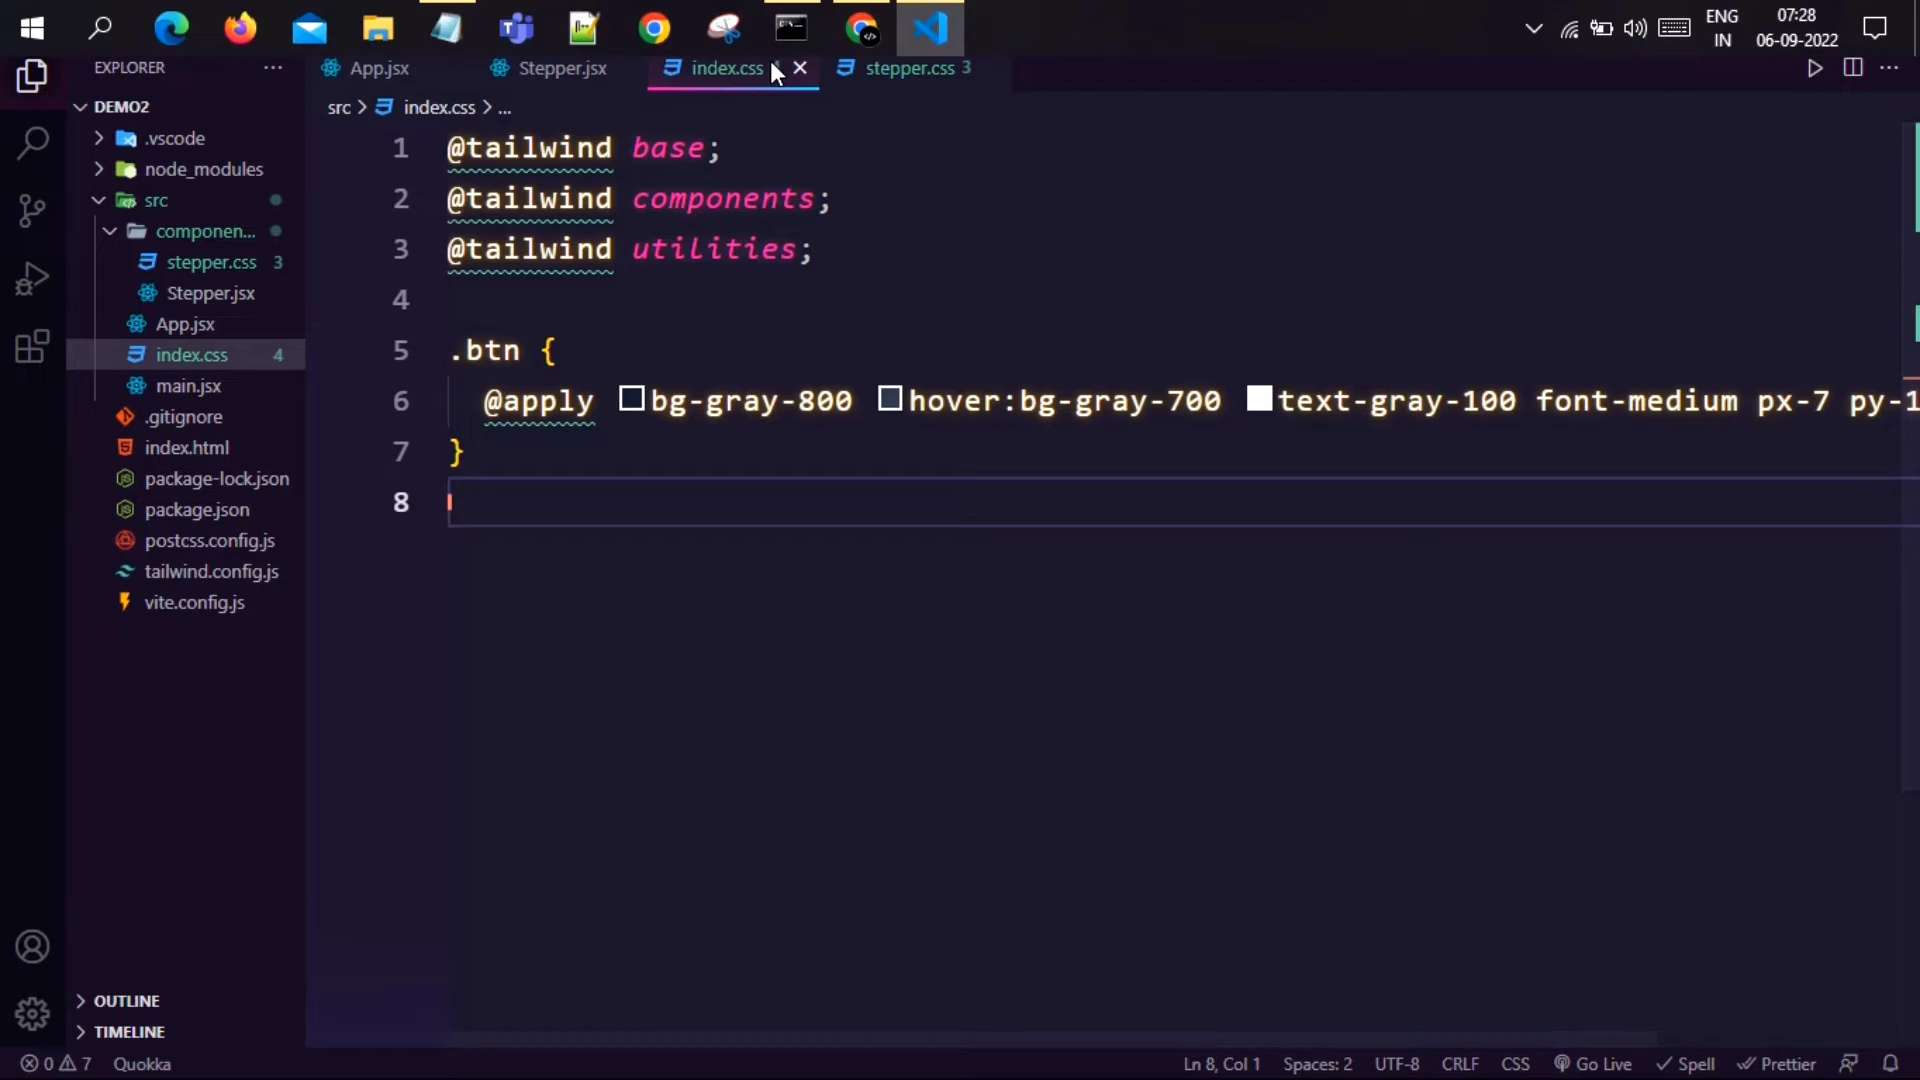 ENG
IN
07:28
06-09-2022
EXPLORER
App.jsx
Stepper.jsx
index.css
stepper.css 3
DEMO2
.vscode
node_modules
src
componen...
stepper.css 3
Stepper.jsx
App.jsx
index.css 4
main.jsx
.gitignore
index.html
package-lock.json
package.json
postcss.config.js
tailwind.config.js
vite.config.js
OUTLINE
TIMELINE
src > index.css > ...
1 @tailwind base;
2 @tailwind components;
3 @tailwind utilities;
4
5 .btn {
6 @apply bg-gray-800 hover:bg-gray-700 text-gray-100 font-medium px-7 py-1
7 }
8
0 7 Quokka
Ln 8, Col 1 Spaces: 2 UTF-8 CRLF CSS Go Live Spell Prettier